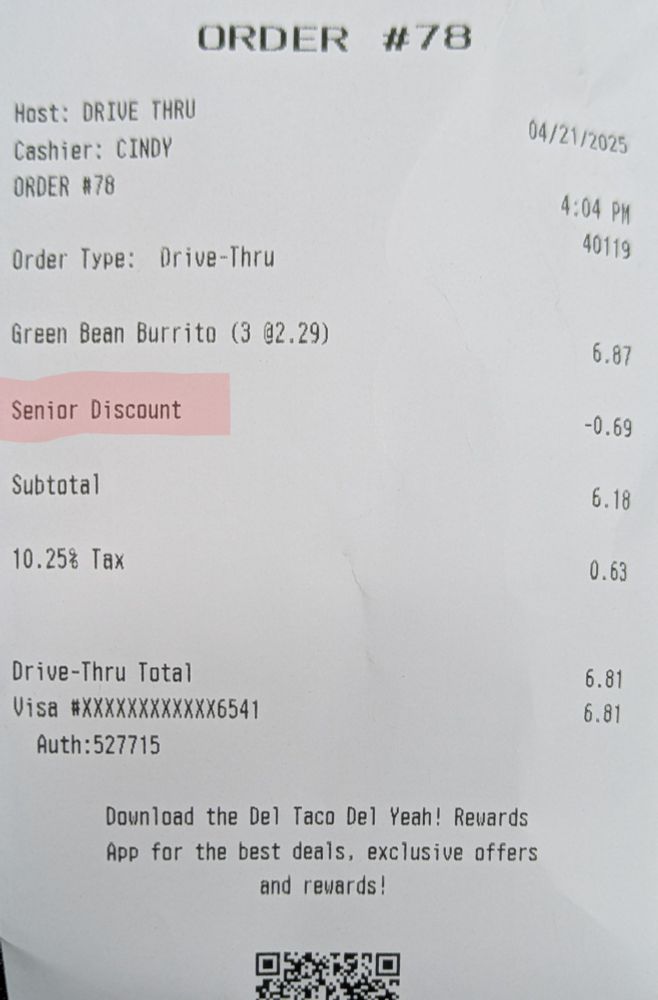 ORDER #78
Host: DRIVE THRU
04/21/2025
Cashier: CINDY
ORDER #78
4:04 PM
40119
Order Type: Drive-Thru
Green Bean Burrito (3 @2.29)
6.87
Senior Discount
-0.69
Subtotal
6.18
10.25% Tax
0.63
Drive-Thru Total 6.81
Visa #XXXXXXXXXXXX6541 6.81
Auth:527715
Download the Del Taco Del Yeah! Rewards
App for the best deals, exclusive offers
and rewards!